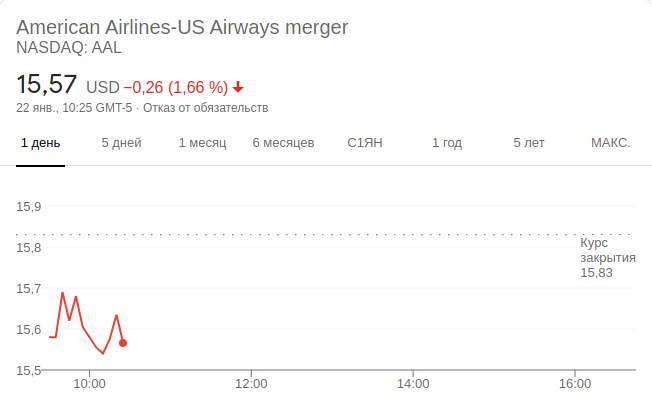 American Airlines-US Airways merger
NASDAQ: AAL
15,57 USD −0,26 (1,66 %)
22 янв., 10:25 GMT-5 · Отказ от обязательств
1 день 5 дней 1 месяц 6 месяцев С1ЯН 1 год 5 лет МАКС.
15,9
15,8
Курс
закрытия
15,83
15,7
15,6
15,5
10:00 12:00 14:00 16:00